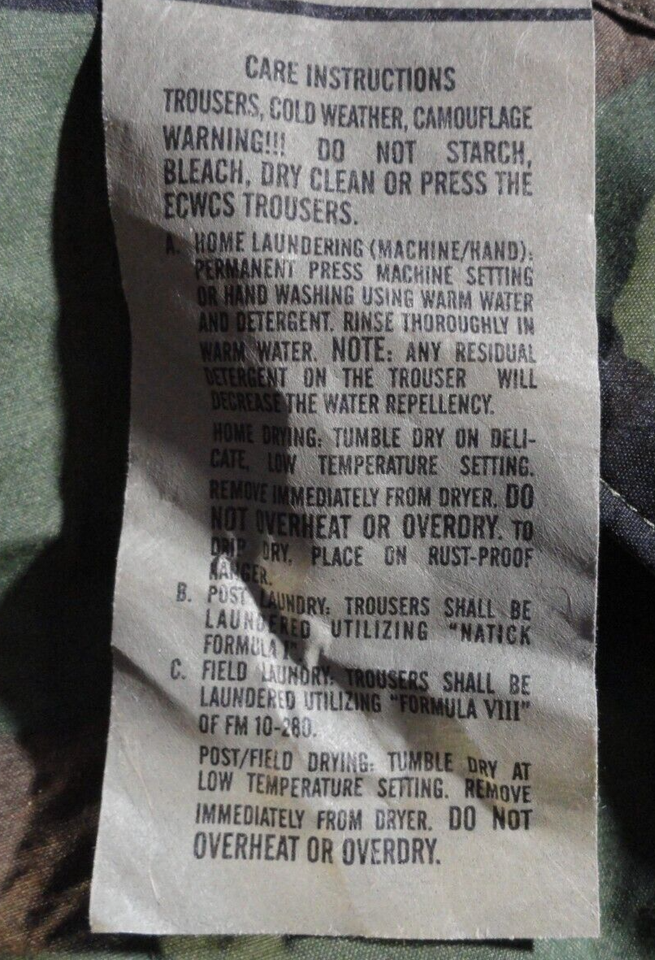 CARE INSTRUCTIONS
TROUSERS, COLD WEATHER, CAMOUFLAGE
WARNING!!! DO NOT STARCH,
BLEACH, DRY CLEAN OR PRESS THE
ECWCS TROUSERS.
A. HOME LAUNDERING (MACHINE/HAND):
PERMANENT PRESS MACHINE SETTING
OR HAND WASHING USING WARM WATER
AND DETERGENT. RINSE THOROUGHLY IN
WARM WATER. NOTE: ANY RESIDUAL
DETERGENT ON THE TROUSER WILL
DECREASE THE WATER REPELLENCY.
HOME DRYING: TUMBLE DRY ON DELI-
CATE, LOW TEMPERATURE SETTING.
REMOVE IMMEDIATELY FROM DRYER. DO
NOT OVERHEAT OR OVERDRY. TO
DRIP DRY, PLACE ON RUST-PROOF
HANGER.
B. POST LAUNDRY: TROUSERS SHALL BE
LAUNDERED UTILIZING "NATICK
FORMULA
C. FIELD LAUNDRY: TROUSERS SHALL BE
LAUNDERED UTILIZING "FORMULA VIII"
OF FM 10-280.
POST/FIELD DRYING: TUMBLE DRY AT
LOW TEMPERATURE SETTING. REMOVE
IMMEDIATELY FROM DRYER. DO NOT
OVERHEAT OR OVERDRY.